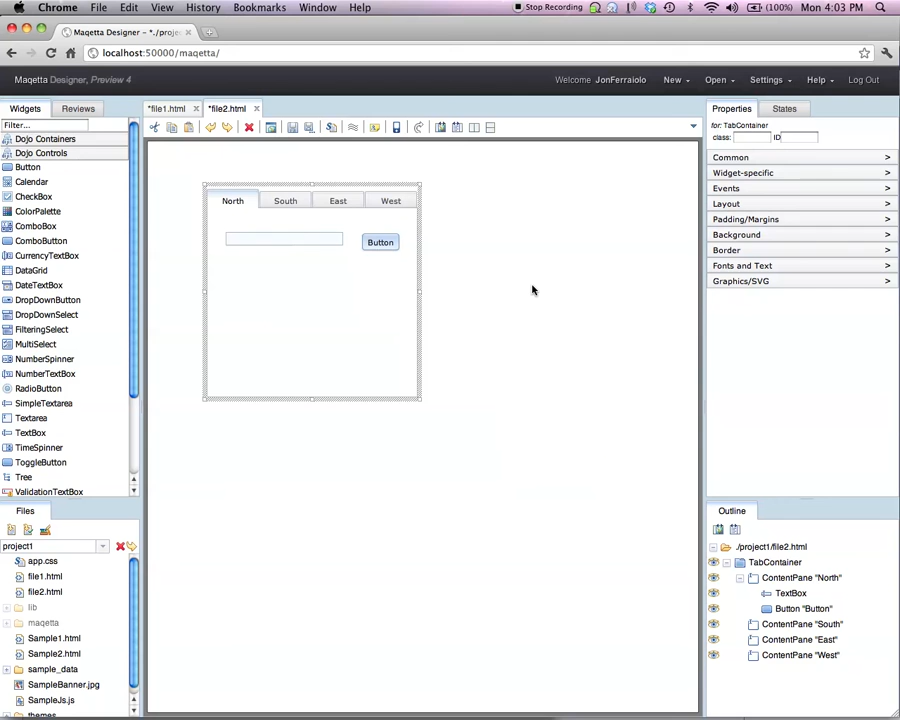 Chrome File Edit View History Bookmarks Window Help Stop Recording (100%) Mon 4:03 PM
Maqetta Designer – *./proje
localhost:50000/maqetta/
Maqetta Designer, Preview 4 Welcome JonFerraiolo New Open Settings Help Log Out
Widgets Reviews *file1.html *file2.html Properties States
Filter...
for: TabContainer
class: ID
Dojo Containers
Dojo Controls
Button
Calendar
CheckBox
ColorPalette
ComboBox
ComboButton
CurrencyTextBox
DataGrid
DateTextBox
DropDownButton
DropDownSelect
FilteringSelect
MultiSelect
NumberSpinner
NumberTextBox
RadioButton
SimpleTextarea
Textarea
TextBox
TimeSpinner
ToggleButton
Tree
ValidationTextBox
North South East West
Button
Common >
Widget-specific >
Events >
Layout >
Padding/Margins >
Background >
Border >
Fonts and Text >
Graphics/SVG >
Files
project1
app.css
file1.html
file2.html
lib
maqetta
Sample1.html
Sample2.html
sample_data
SampleBanner.jpg
SampleJs.js
themes
Outline
./project1/file2.html
TabContainer
ContentPane "North"
TextBox
Button "Button"
ContentPane "South"
ContentPane "East"
ContentPane "West"